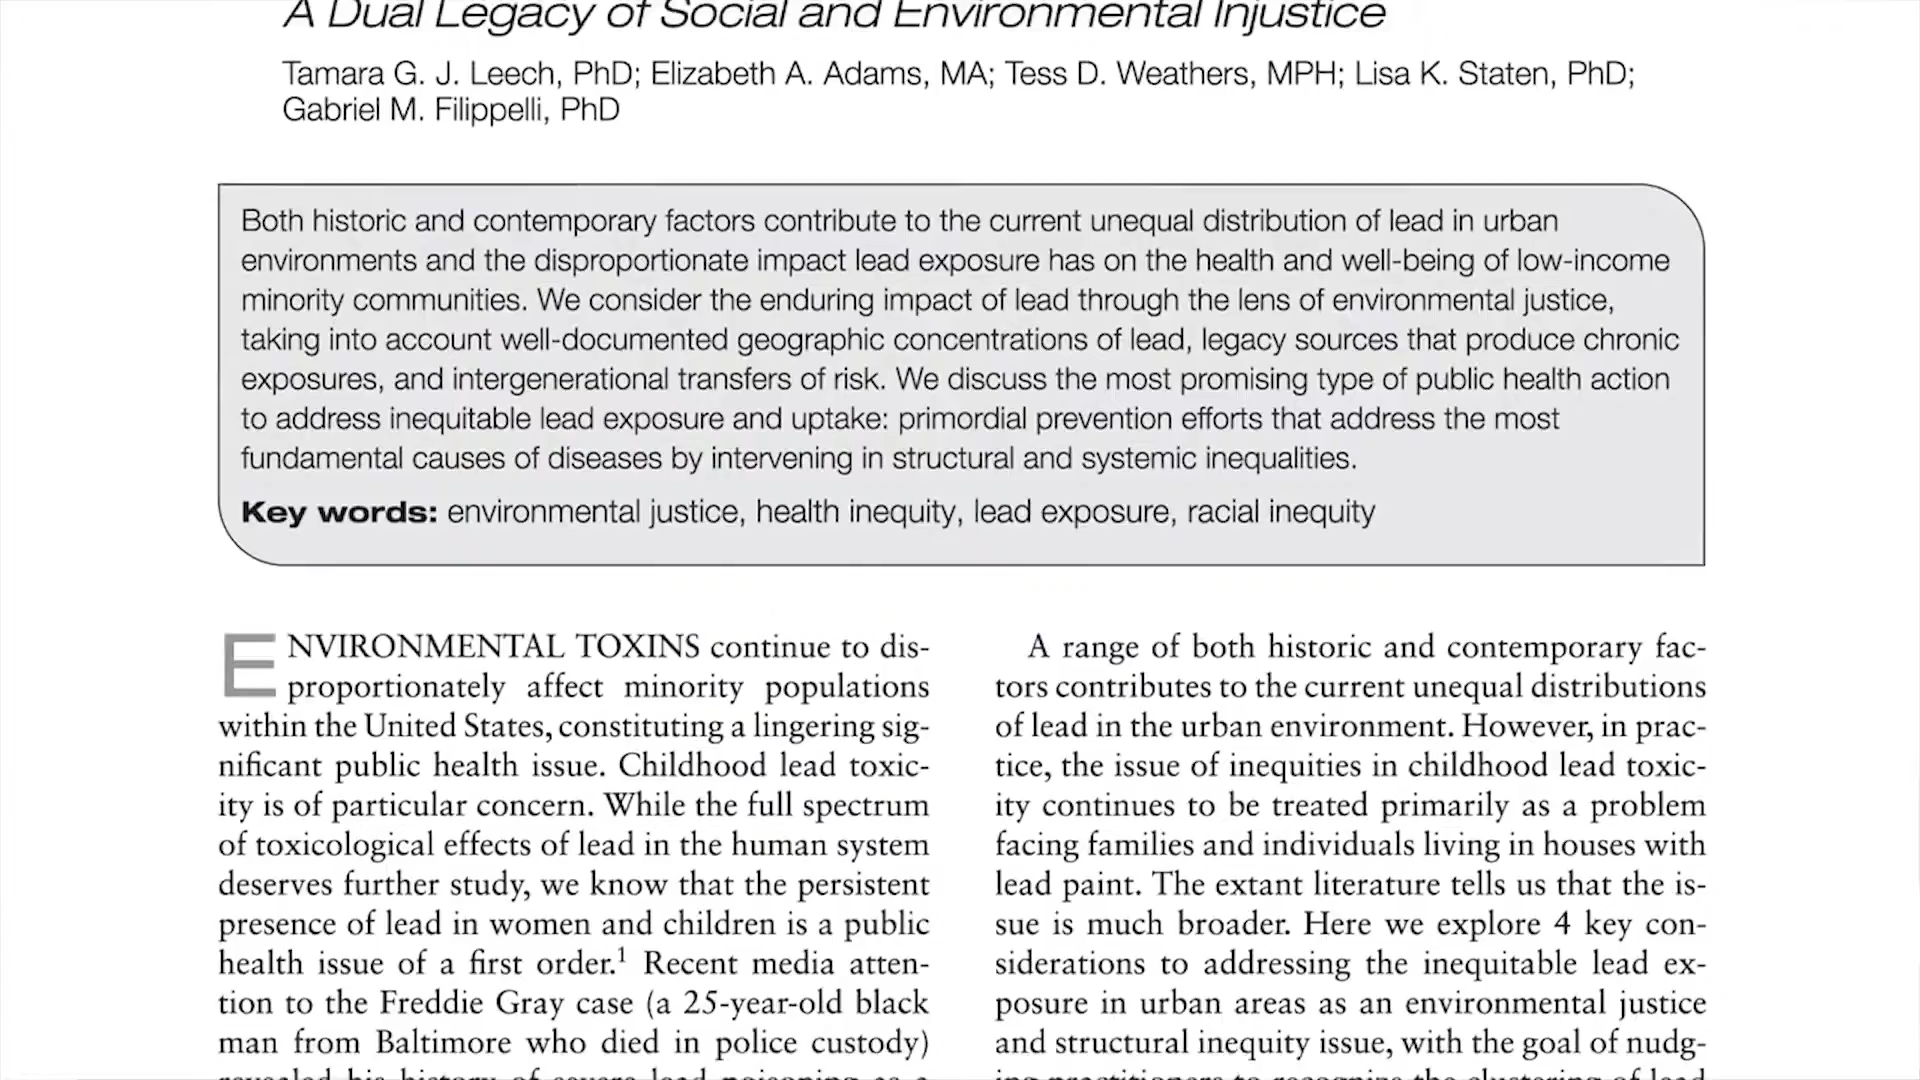 A Dual Legacy of Social and Environmental Injustice
Tamara G. J. Leech, PhD; Elizabeth A. Adams, MA; Tess D. Weathers, MPH; Lisa K. Staten, PhD;
Gabriel M. Filippelli, PhD
Both historic and contemporary factors contribute to the current unequal distribution of lead in urban
environments and the disproportionate impact lead exposure has on the health and well-being of low-income
minority communities. We consider the enduring impact of lead through the lens of environmental justice,
taking into account well-documented geographic concentrations of lead, legacy sources that produce chronic
exposures, and intergenerational transfers of risk. We discuss the most promising type of public health action
to address inequitable lead exposure and uptake: primordial prevention efforts that address the most
fundamental causes of diseases by intervening in structural and systemic inequalities.
Key words: environmental justice, health inequity, lead exposure, racial inequity
ENVIRONMENTAL TOXINS continue to dis-
proportionately affect minority populations
within the United States, constituting a lingering sig-
nificant public health issue. Childhood lead toxic-
ity is of particular concern. While the full spectrum
of toxicological effects of lead in the human system
deserves further study, we know that the persistent
presence of lead in women and children is a public
health issue of a first order.1 Recent media atten-
tion to the Freddie Gray case (a 25-year-old black
man from Baltimore who died in police custody)
revealed his history of severe lead poisoning as a
A range of both historic and contemporary fac-
tors contributes to the current unequal distributions
of lead in the urban environment. However, in prac-
tice, the issue of inequities in childhood lead toxic-
ity continues to be treated primarily as a problem
facing families and individuals living in houses with
lead paint. The extant literature tells us that the is-
sue is much broader. Here we explore 4 key con-
siderations to addressing the inequitable lead ex-
posure in urban areas as an environmental justice
and structural inequity issue, with the goal of nudg-
ing practitioners to recognize the clustering of lead